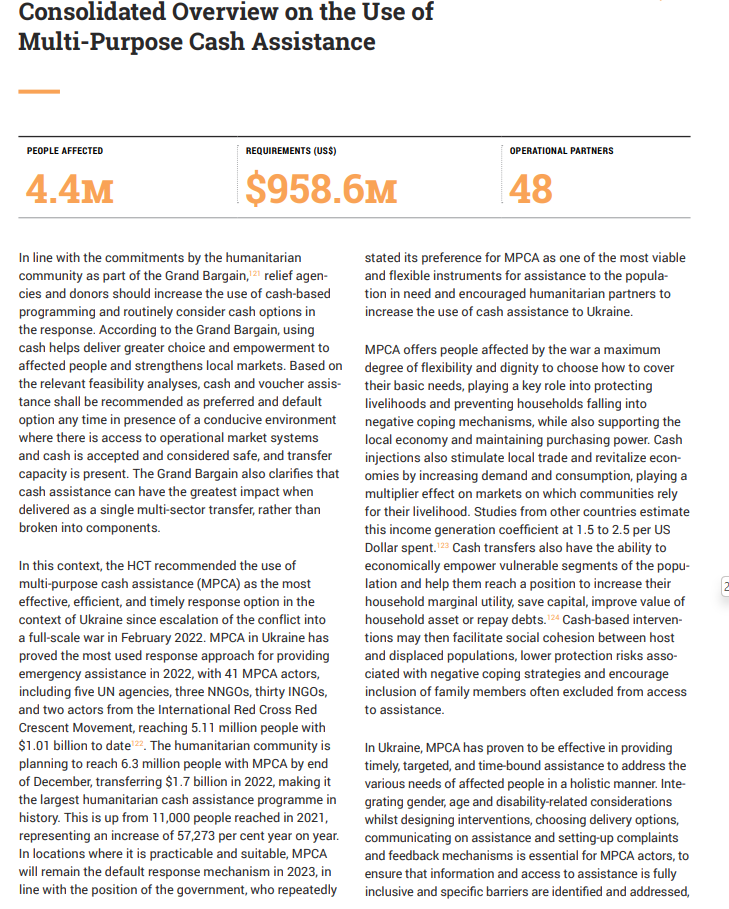 Consolidated Overview on the Use of
Multi-Purpose Cash Assistance
PEOPLE AFFECTED
4.4M
REQUIREMENTS (US$)
$958.6M
OPERATIONAL PARTNERS
48
In line with the commitments by the humanitarian
community as part of the Grand Bargain,121 relief agen-
cies and donors should increase the use of cash-based
programming and routinely consider cash options in
the response. According to the Grand Bargain, using
cash helps deliver greater choice and empowerment to
affected people and strengthens local markets. Based on
the relevant feasibility analyses, cash and voucher assis-
tance shall be recommended as preferred and default
option any time in presence of a conducive environment
where there is access to operational market systems
and cash is accepted and considered safe, and transfer
capacity is present. The Grand Bargain also clarifies that
cash assistance can have the greatest impact when
delivered as a single multi-sector transfer, rather than
broken into components.
In this context, the HCT recommended the use of
multi-purpose cash assistance (MPCA) as the most
effective, efficient, and timely response option in the
context of Ukraine since escalation of the conflict into
a full-scale war in February 2022. MPCA in Ukraine has
proved the most used response approach for providing
emergency assistance in 2022, with 41 MPCA actors,
including five UN agencies, three NNGOs, thirty INGOs,
and two actors from the International Red Cross Red
Crescent Movement, reaching 5.11 million people with
$1.01 billion to date122. The humanitarian community is
planning to reach 6.3 million people with MPCA by end
of December, transferring $1.7 billion in 2022, making it
the largest humanitarian cash assistance programme in
history. This is up from 11,000 people reached in 2021,
representing an increase of 57,273 per cent year on year.
In locations where it is practicable and suitable, MPCA
will remain the default response mechanism in 2023, in
line with the position of the government, who repeatedly
stated its preference for MPCA as one of the most viable
and flexible instruments for assistance to the popula-
tion in need and encouraged humanitarian partners to
increase the use of cash assistance to Ukraine.
MPCA offers people affected by the war a maximum
degree of flexibility and dignity to choose how to cover
their basic needs, playing a key role into protecting
livelihoods and preventing households falling into
negative coping mechanisms, while also supporting the
local economy and maintaining purchasing power. Cash
injections also stimulate local trade and revitalize econ-
omies by increasing demand and consumption, playing a
multiplier effect on markets on which communities rely
for their livelihood. Studies from other countries estimate
this income generation coefficient at 1.5 to 2.5 per US
Dollar spent.123 Cash transfers also have the ability to
economically empower vulnerable segments of the popu-
lation and help them reach a position to increase their
household marginal utility, save capital, improve value of
household asset or repay debts.124 Cash-based interven-
tions may then facilitate social cohesion between host
and displaced populations, lower protection risks asso-
ciated with negative coping strategies and encourage
inclusion of family members often excluded from access
to assistance.
In Ukraine, MPCA has proven to be effective in providing
timely, targeted, and time-bound assistance to address the
various needs of affected people in a holistic manner. Inte-
grating gender, age and disability-related considerations
whilst designing interventions, choosing delivery options,
communicating on assistance and setting-up complaints
and feedback mechanisms is essential for MPCA actors, to
ensure that information and access to assistance is fully
inclusive and specific barriers are identified and addressed,
2